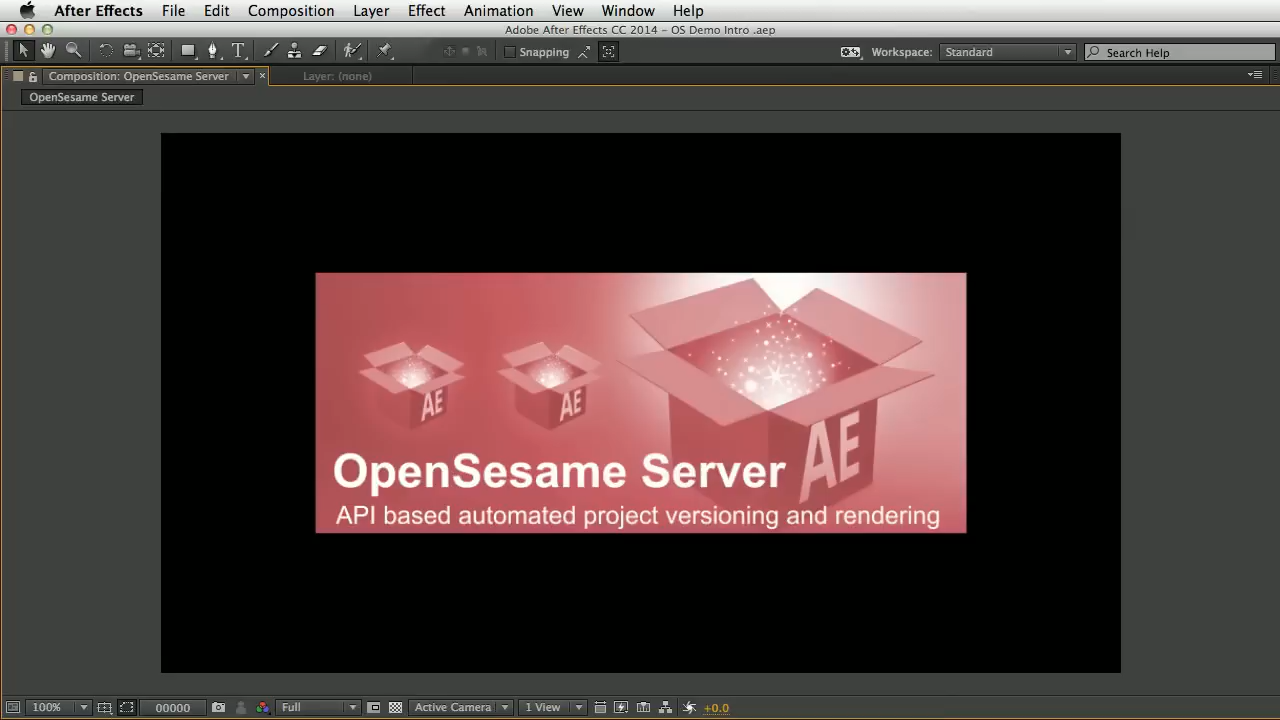 After Effects File Edit Composition Layer Effect Animation View Window Help
Adobe After Effects CC 2014 – OS Demo Intro .aep
T Snapping Workspace: Standard Search Help
Composition: OpenSesame Server Layer: (none)
OpenSesame Server
AE AE AE
OpenSesame Server
API based automated project versioning and rendering
100% 00000 Full Active Camera 1 View +0.0